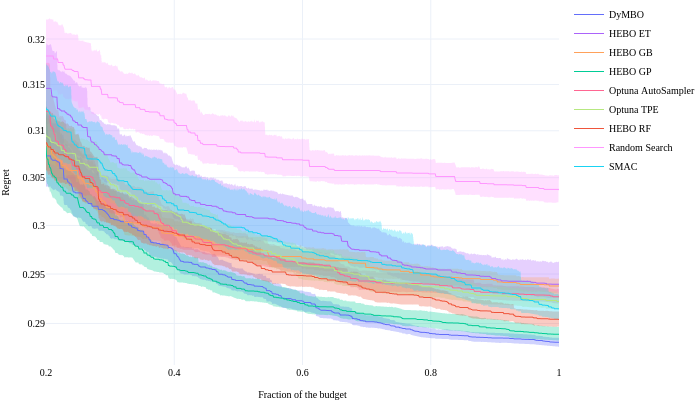 0.32
0.315
0.31
0.305
0.3
0.295
0.29
Regret
0.2
0.4
0.6
0.8
1
Fraction of the budget
DyMBO
HEBO ET
HEBO GB
HEBO GP
Optuna AutoSampler
Optuna TPE
HEBO RF
Random Search
SMAC